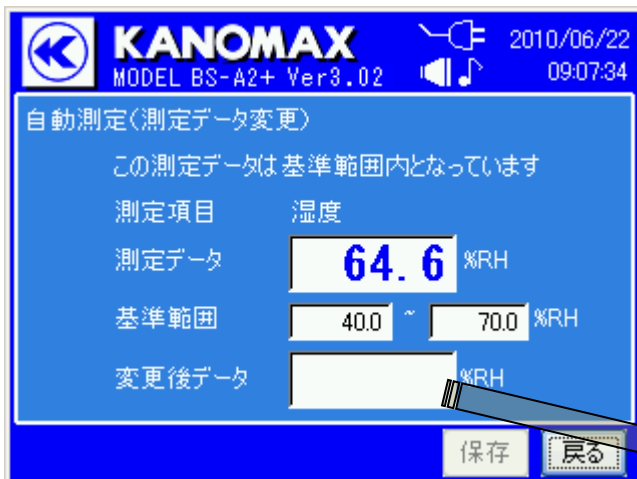 KANOMAX
MODEL BS-A2+ Ver3.02
2010/06/22
09:07:34
自動測定(測定データ変更)
この測定データは基準範囲内となっています
測定項目 湿度
測定データ 64.6 %RH
基準範囲 40.0 ~ 70.0 %RH
変更後データ %RH
保存 戻る